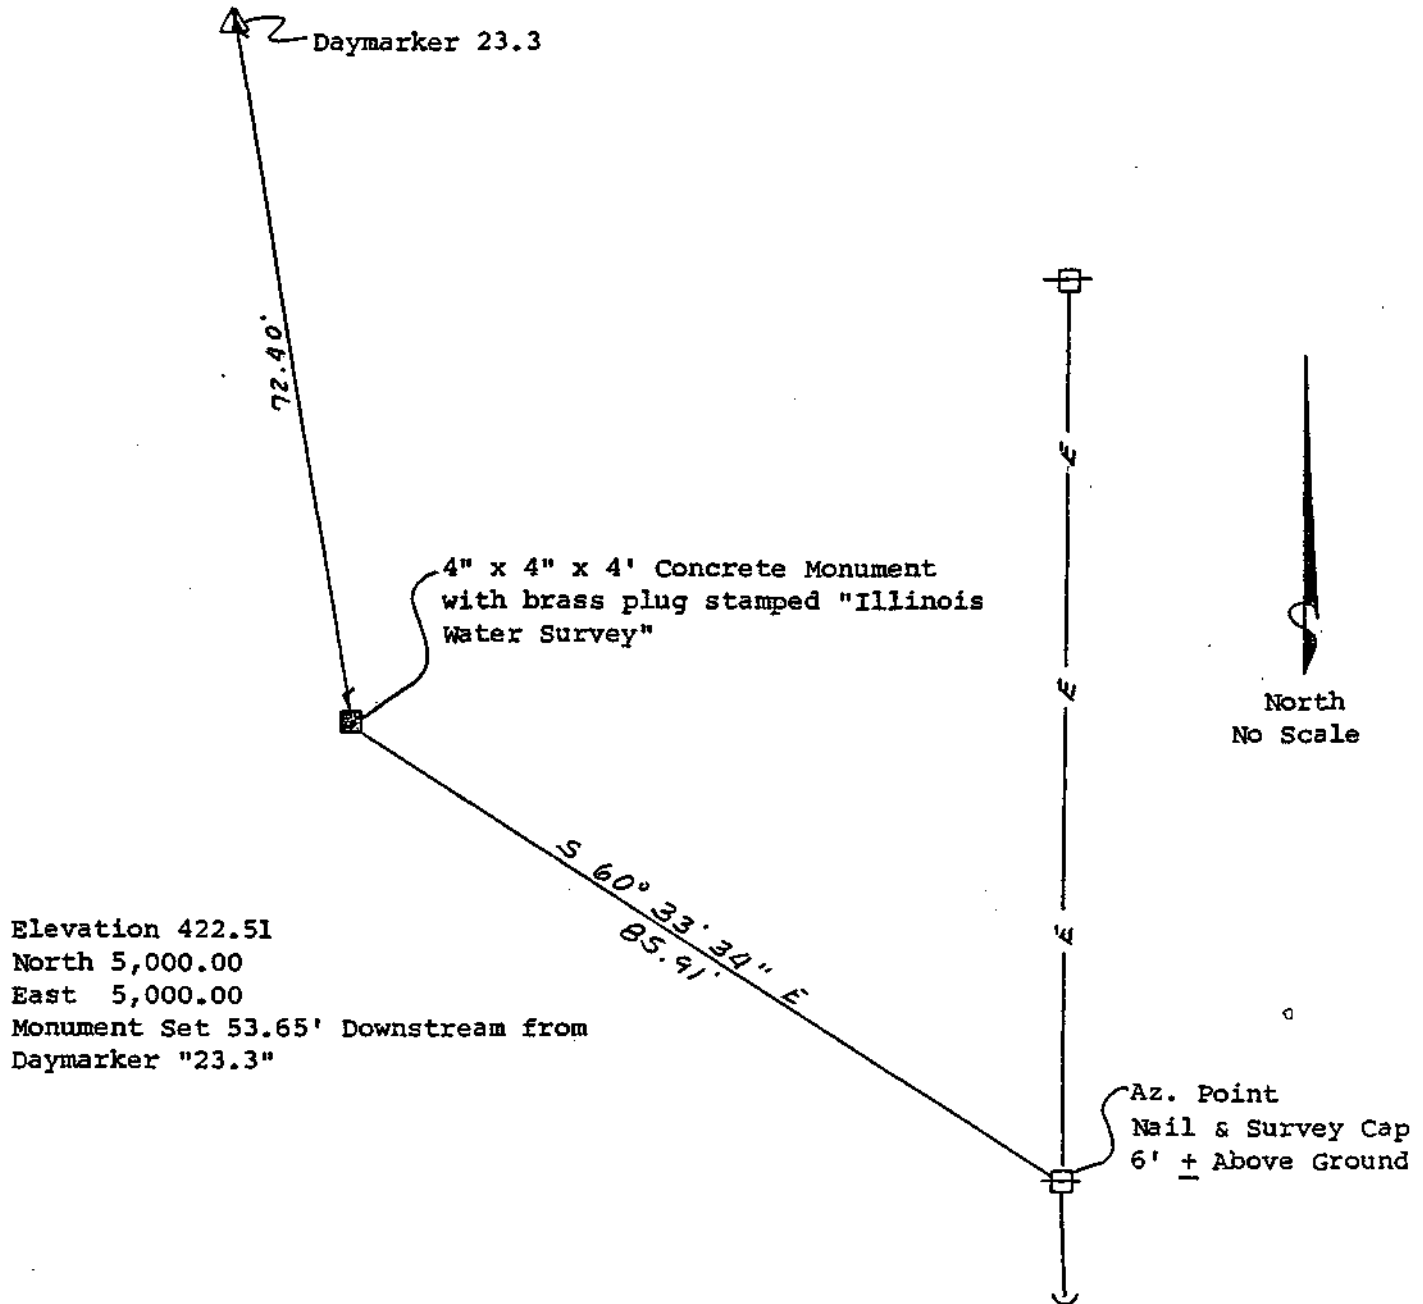 Daymarker 23.3
72.40'
4" x 4" x 4' Concrete Monument
with brass plug stamped "Illinois
Water Survey"
E
E
E
North
No Scale
S 60° 33' 34" E
85.91'
Elevation 422.51
North 5,000.00
East 5,000.00
Monument Set 53.65' Downstream from
Daymarker "23.3"
Az. Point
Nail & Survey Cap
6' ± Above Ground